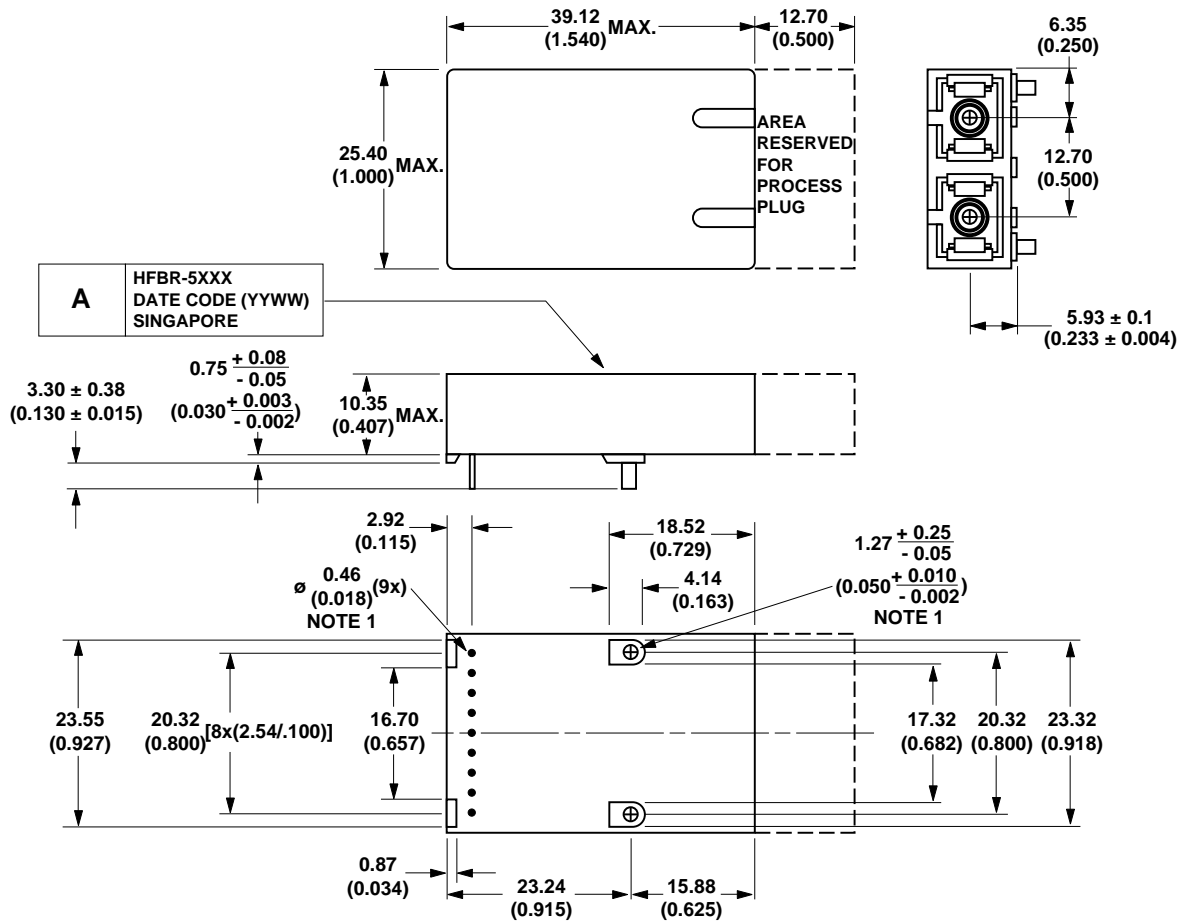 39.12
(1.540) MAX.
12.70
(0.500)
6.35
(0.250)
25.40
(1.000) MAX.
AREA
RESERVED
FOR
PROCESS
PLUG
12.70
(0.500)
A
HFBR-5XXX
DATE CODE (YYWW)
SINGAPORE
5.93 ± 0.1
(0.233 ± 0.004)
3.30 ± 0.38
(0.130 ± 0.015)
0.75 + 0.08
- 0.05
(0.030 + 0.003
- 0.002)
10.35
(0.407) MAX.
2.92
(0.115)
18.52
(0.729)
4.14
(0.163)
1.27 + 0.25
- 0.05
(0.050 + 0.010
- 0.002)
NOTE 1
ø 0.46
(0.018) (9x)
NOTE 1
23.55
(0.927)
20.32
(0.800)
[8x(2.54/.100)]
16.70
(0.657)
17.32
(0.682)
20.32
(0.800)
23.32
(0.918)
0.87
(0.034)
23.24
(0.915)
15.88
(0.625)